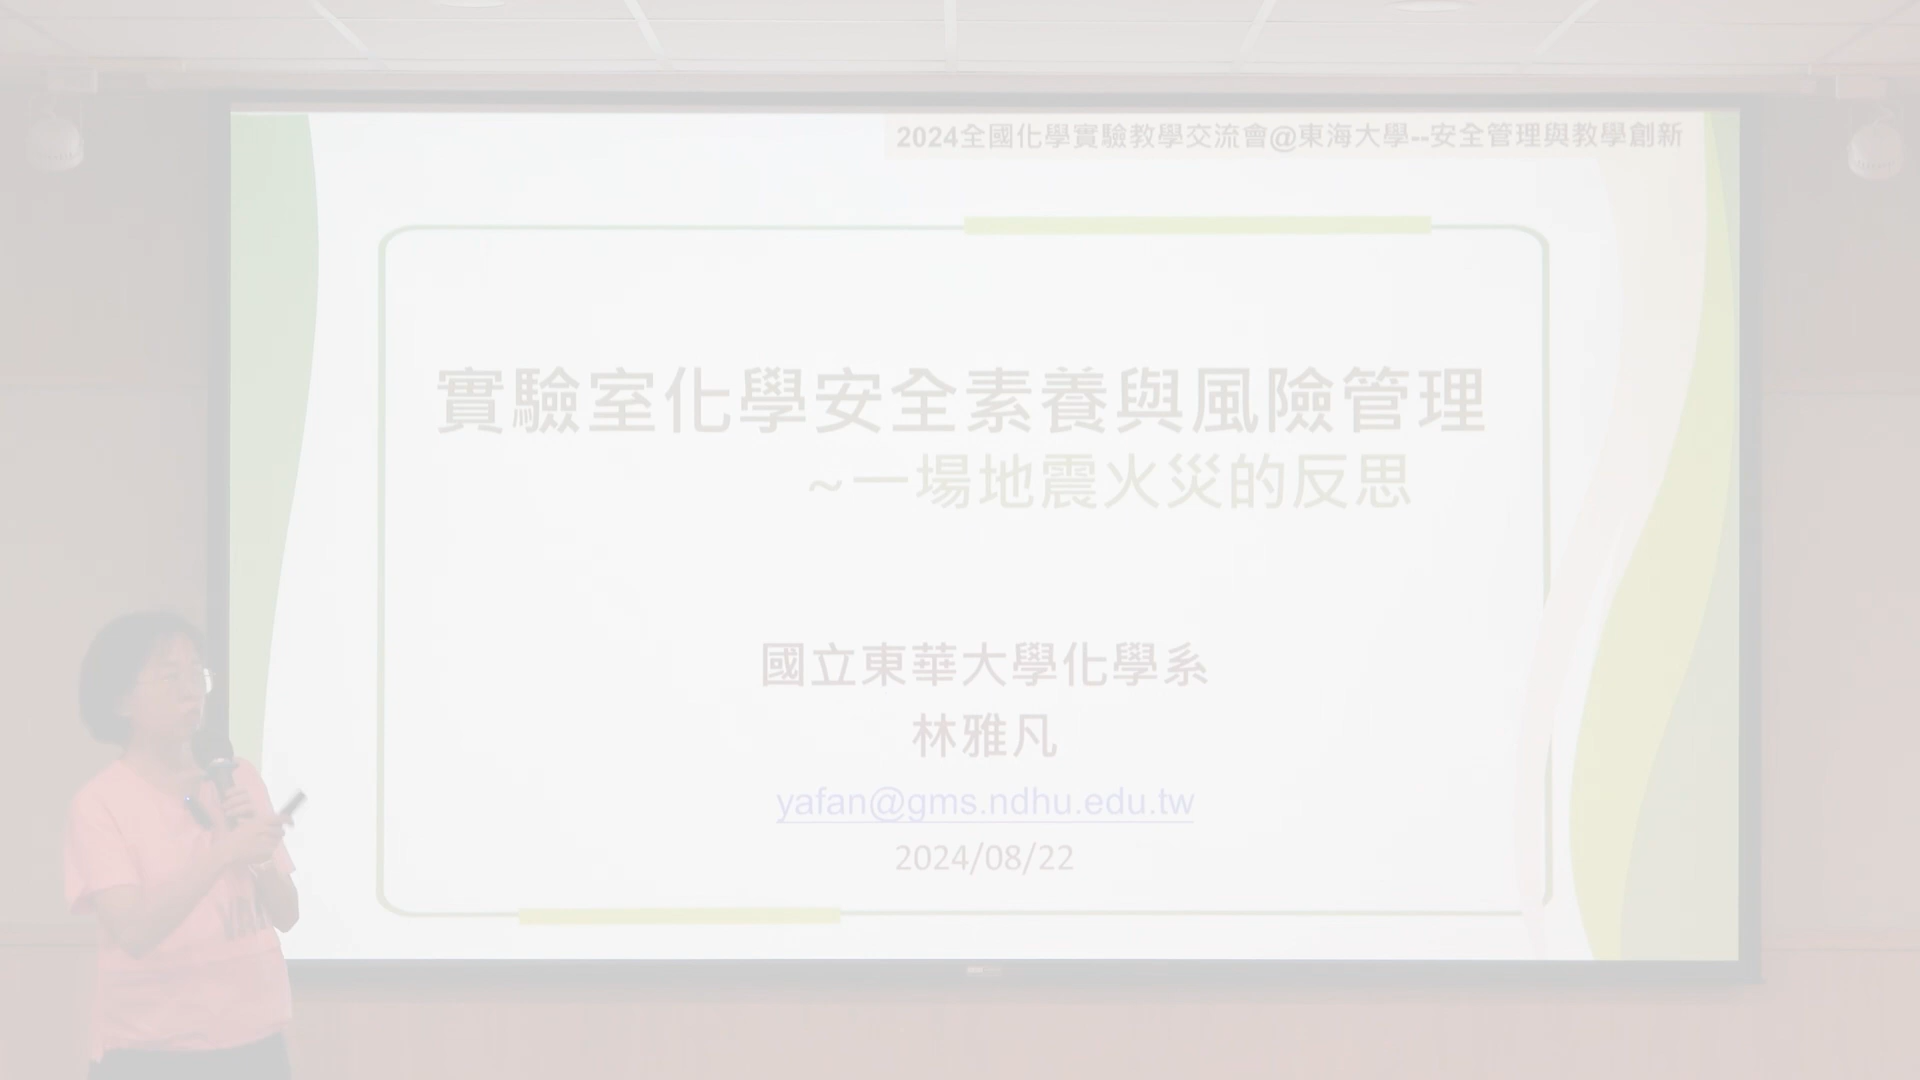 2024全國化學實驗教學交流會@東海大學--安全管理與教學創新
實驗室化學安全素養與風險管理
~一場地震火災的反思
國立東華大學化學系
林雅凡
yafan@gms.ndhu.edu.tw
2024/08/22